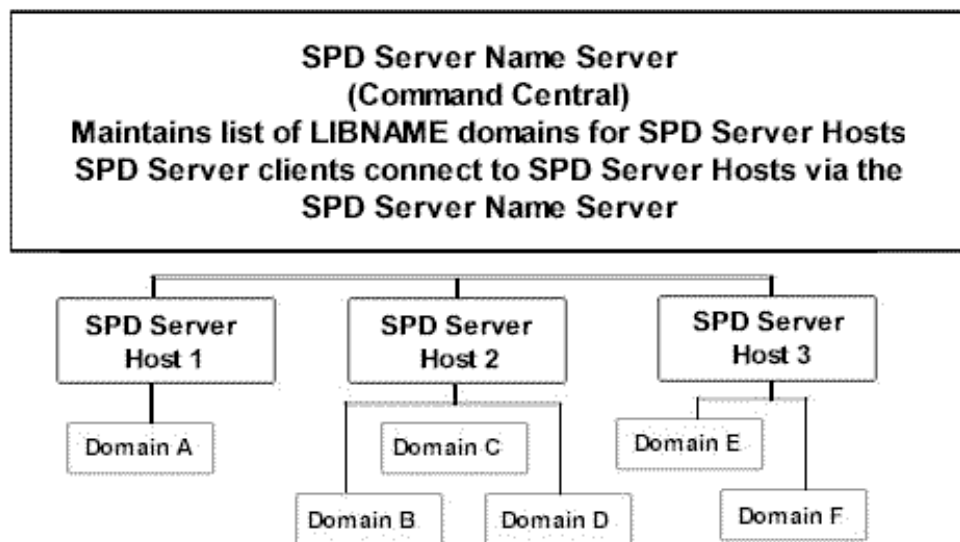 SPD Server Name Server
(Command Central)
Maintains list of LIBNAME domains for SPD Server Hosts
SPD Server clients connect to SPD Server Hosts via the
SPD Server Name Server
SPD Server
Host 1
SPD Server
Host 2
SPD Server
Host 3
Domain A
Domain C
Domain E
Domain B
Domain D
Domain F